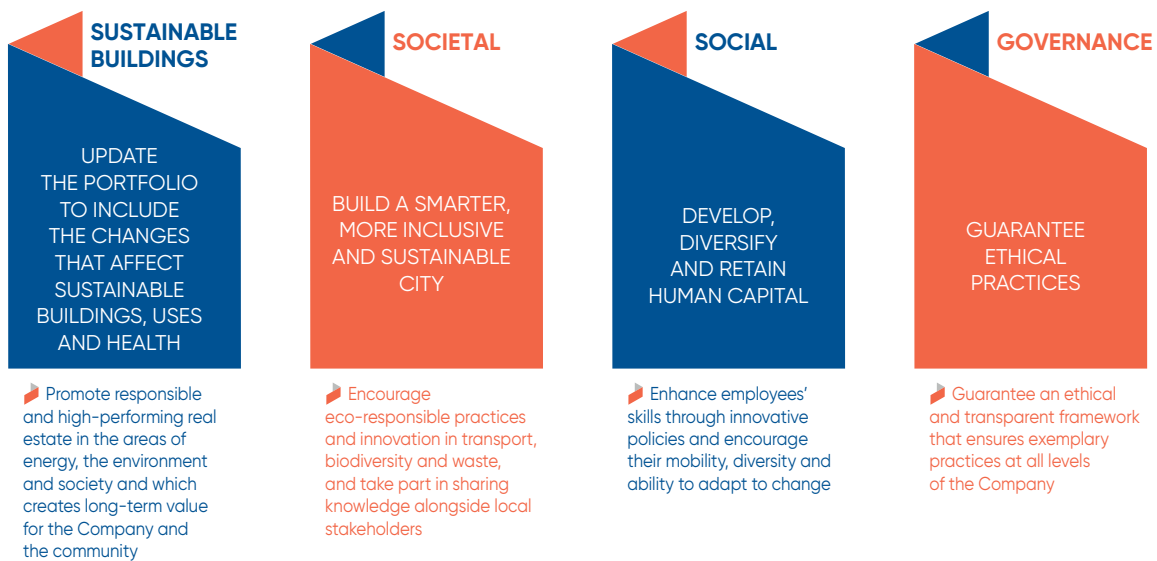 SUSTAINABLE
BUILDINGS
UPDATE
THE PORTFOLIO
TO INCLUDE
THE CHANGES
THAT AFFECT
SUSTAINABLE
BUILDINGS, USES
AND HEALTH
Promote responsible
and high-performing real
estate in the areas of
energy, the environment
and society and which
creates long-term value
for the Company and
the community
SOCIETAL
BUILD A SMARTER,
MORE INCLUSIVE
AND SUSTAINABLE
CITY
Encourage
eco-responsible practices
and innovation in transport,
biodiversity and waste,
and take part in sharing
knowledge alongside local
stakeholders
SOCIAL
DEVELOP,
DIVERSIFY
AND RETAIN
HUMAN CAPITAL
Enhance employees’
skills through innovative
policies and encourage
their mobility, diversity and
ability to adapt to change
GOVERNANCE
GUARANTEE
ETHICAL
PRACTICES
Guarantee an ethical
and transparent framework
that ensures exemplary
practices at all levels
of the Company